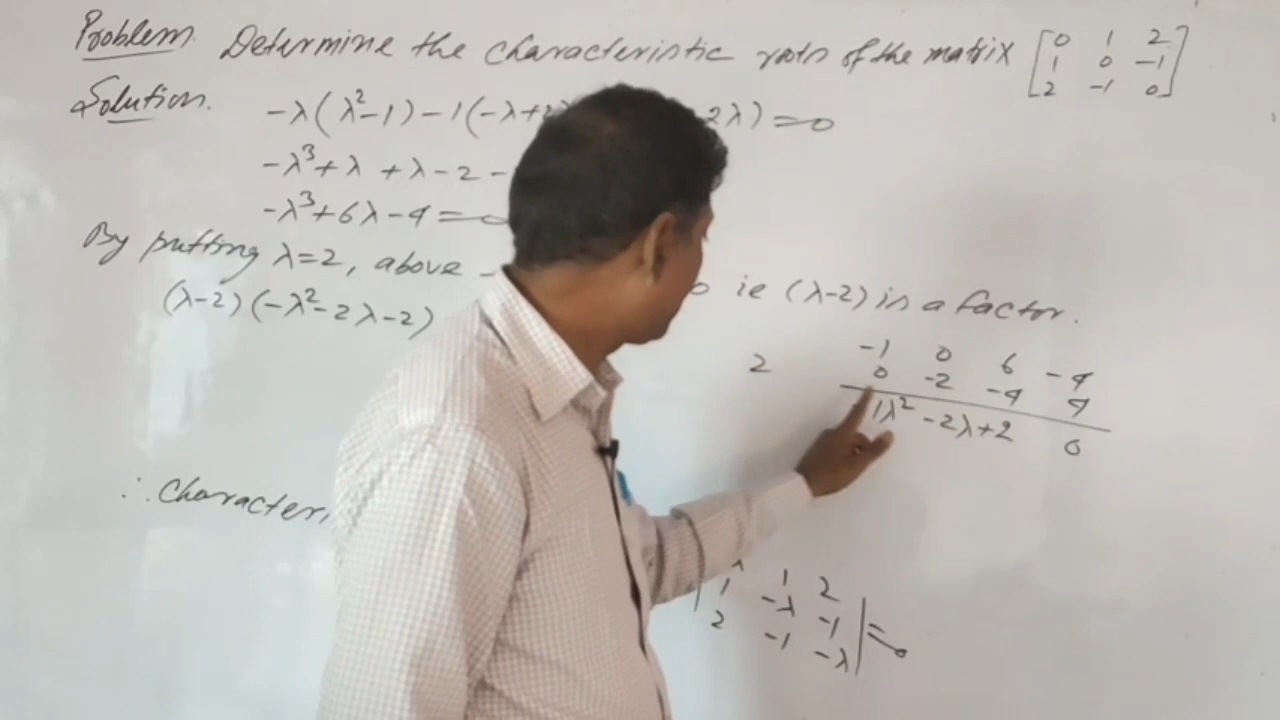 Problem. Determine the characteristic roots of the matrix [0 1 2
1 0 -1
2 -1 0]
Solution.
-λ(λ²-1)-1(-λ+2 2λ)=0
-λ³+λ+λ-2-
-λ³+6λ-4=0
By putting λ=2, above ie (λ-2) is a factor.
(λ-2)(-λ²-2λ-2)
2 -1 0 6 -4
0 -2 -4 4
1λ²-2λ+2 0
∴ Character
1 2
1 -λ -1
2 -1 -λ |=0